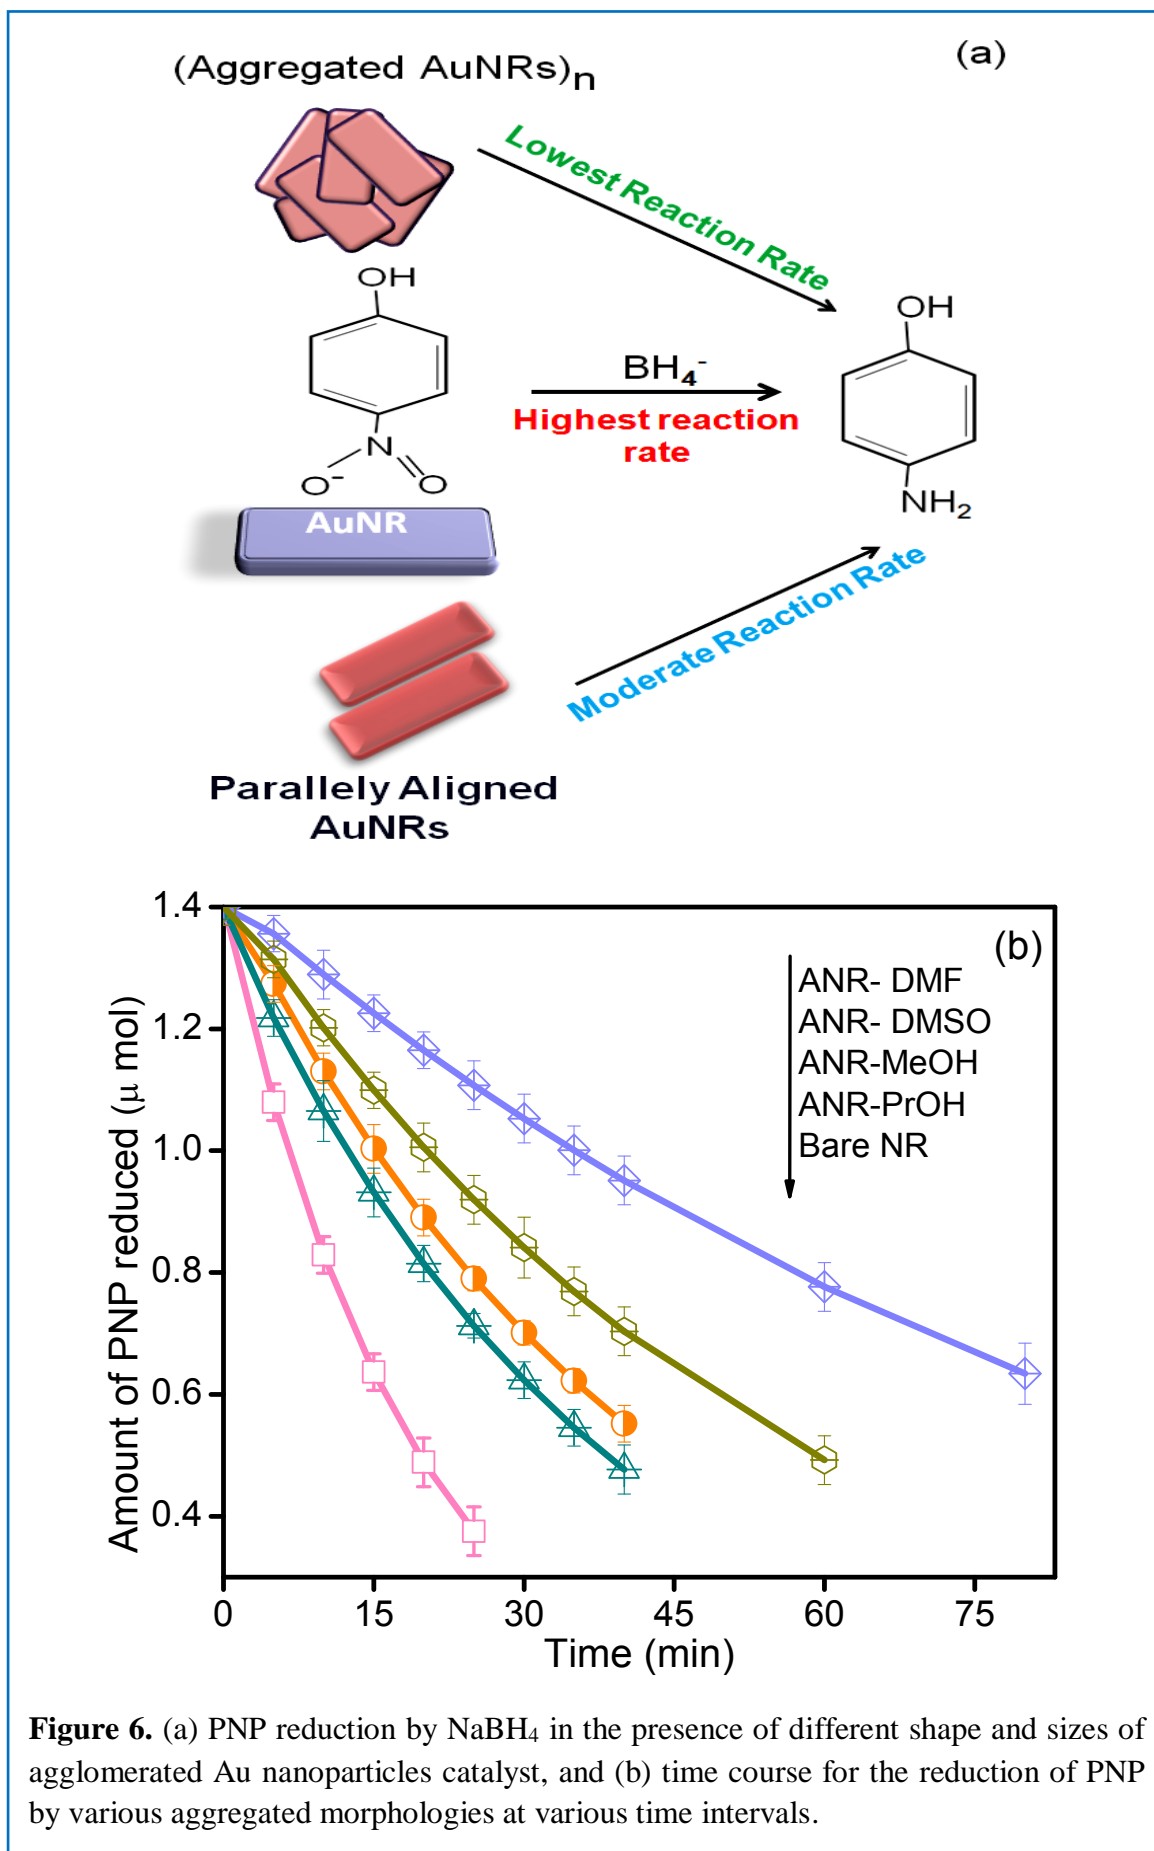 (a)
(Aggregated AuNRs)n
Lowest Reaction Rate
OH
OH
BH4-
Highest reaction
rate
N
O-
O
NH2
AuNR
Moderate Reaction Rate
Parallely Aligned
AuNRs
(b)
ANR- DMF
ANR- DMSO
ANR-MeOH
ANR-PrOH
Bare NR
1.4
1.2
1.0
0.8
0.6
0.4
Amount of PNP reduced (μ mol)
0 15 30 45 60 75
Time (min)
Figure 6. (a) PNP reduction by NaBH4 in the presence of different shape and sizes of
agglomerated Au nanoparticles catalyst, and (b) time course for the reduction of PNP
by various aggregated morphologies at various time intervals.